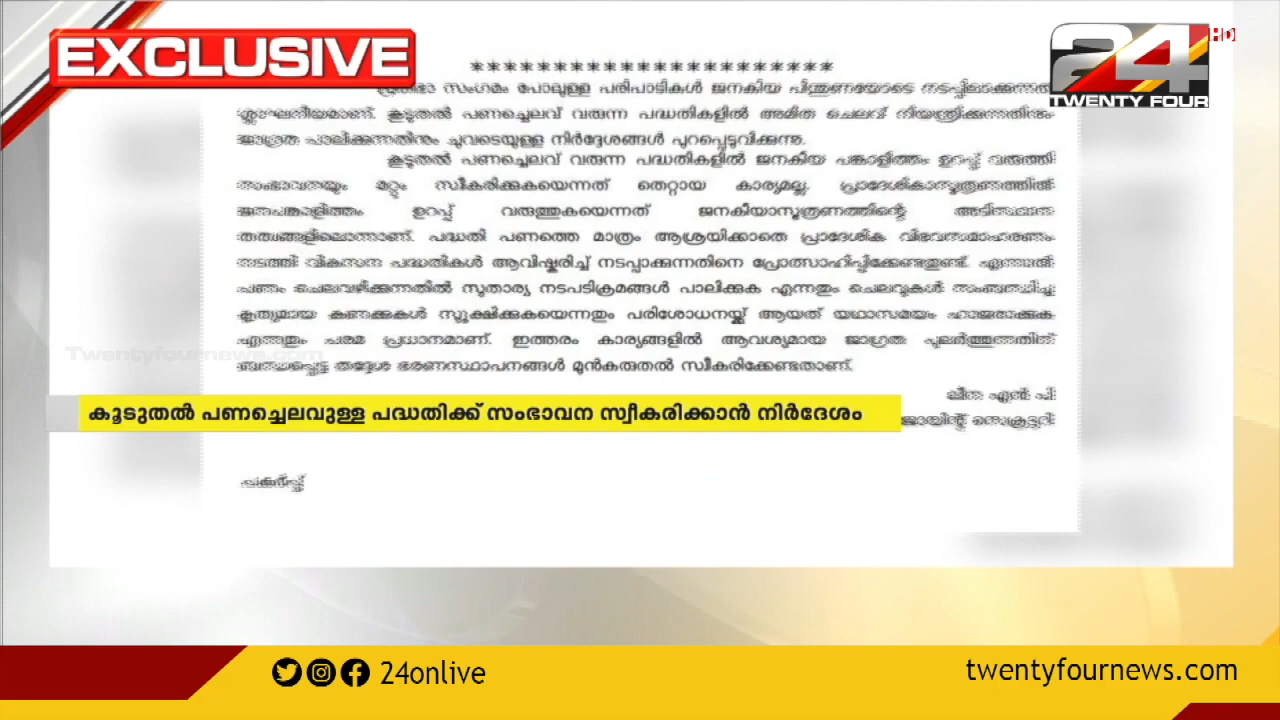 EXCLUSIVE
24
HD
TWENTY FOUR
********************
സംഗമം പോലുള്ള പരിപാടികൾ ജനകീയ പിന്തുണയോടെ നടപ്പിലാക്കുന്നത്
ശ്ലാഘനീയമാണ്. കൂടുതൽ പണച്ചെലവ് വരുന്ന പദ്ധതികളിൽ അമിത ചെലവ് നിയന്ത്രിക്കുന്നതിനും
ജാഗ്രത പാലിക്കുന്നതിനും ചുവടെയുള്ള നിർദ്ദേശങ്ങൾ പുറപ്പെടുവിക്കുന്നു.
കൂടുതൽ പണച്ചെലവ് വരുന്ന പദ്ധതികളിൽ ജനകീയ പങ്കാളിത്തം ഉറപ്പ് വരുത്തി
സംഭാവനയും മറ്റും സ്വീകരിക്കുകയെന്നത് തെറ്റായ കാര്യമല്ല. പ്രാദേശികാസൂത്രണത്തിൽ
ജനപങ്കാളിത്തം ഉറപ്പ് വരുത്തുകയെന്നത് ജനകീയാസൂത്രണത്തിന്റെ അടിസ്ഥാന
തത്വങ്ങളിലൊന്നാണ്. പദ്ധതി പണത്തെ മാത്രം ആശ്രയിക്കാതെ പ്രാദേശിക വിഭവസമാഹരണം
നടത്തി വികസന പദ്ധതികൾ ആവിഷ്കരിച്ച് നടപ്പാക്കുന്നതിനെ പ്രോത്സാഹിപ്പിക്കേണ്ടതുണ്ട്. എന്നാൽ
പണം ചെലവഴിക്കുന്നതിൽ സുതാര്യ നടപടിക്രമങ്ങൾ പാലിക്കുക എന്നതും ചെലവുകൾ സംബന്ധിച്ച
കൃത്യമായ കണക്കുകൾ സൂക്ഷിക്കുകയെന്നതും പരിശോധനയ്ക്ക് ആയത് യഥാസമയം ഹാജരാക്കുക
എന്നതും പരമ പ്രധാനമാണ്. ഇത്തരം കാര്യങ്ങളിൽ ആവശ്യമായ ജാഗ്രത പുലർത്തുന്നതിന്
ബന്ധപ്പെട്ട തദ്ദേശ ഭരണസ്ഥാപനങ്ങൾ മുൻകരുതൽ സ്വീകരിക്കേണ്ടതാണ്.
Twentyfournews.com
ലീന എൻ പി
കൂടുതൽ പണച്ചെലവുള്ള പദ്ധതിക്ക് സംഭാവന സ്വീകരിക്കാൻ നിർദേശം
ജോയിന്റ് സെക്രട്ടറി
പകർപ്പ്
24onlive
twentyfournews.com